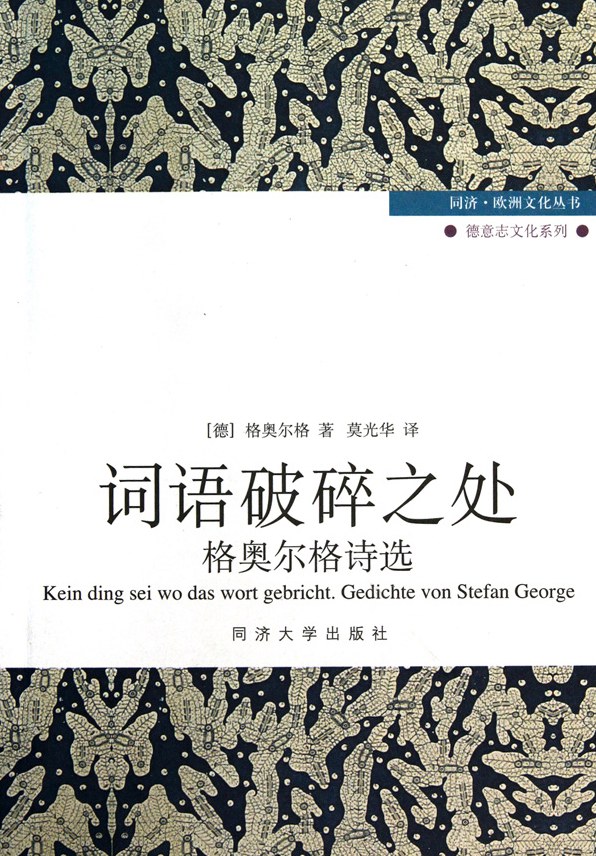 同济·欧洲文化丛书
● 德意志文化系列 ●
[德] 格奥尔格 著 莫光华 译
词语破碎之处
格奥尔格诗选
Kein ding sei wo das wort gebricht. Gedichte von Stefan George
同济大学出版社